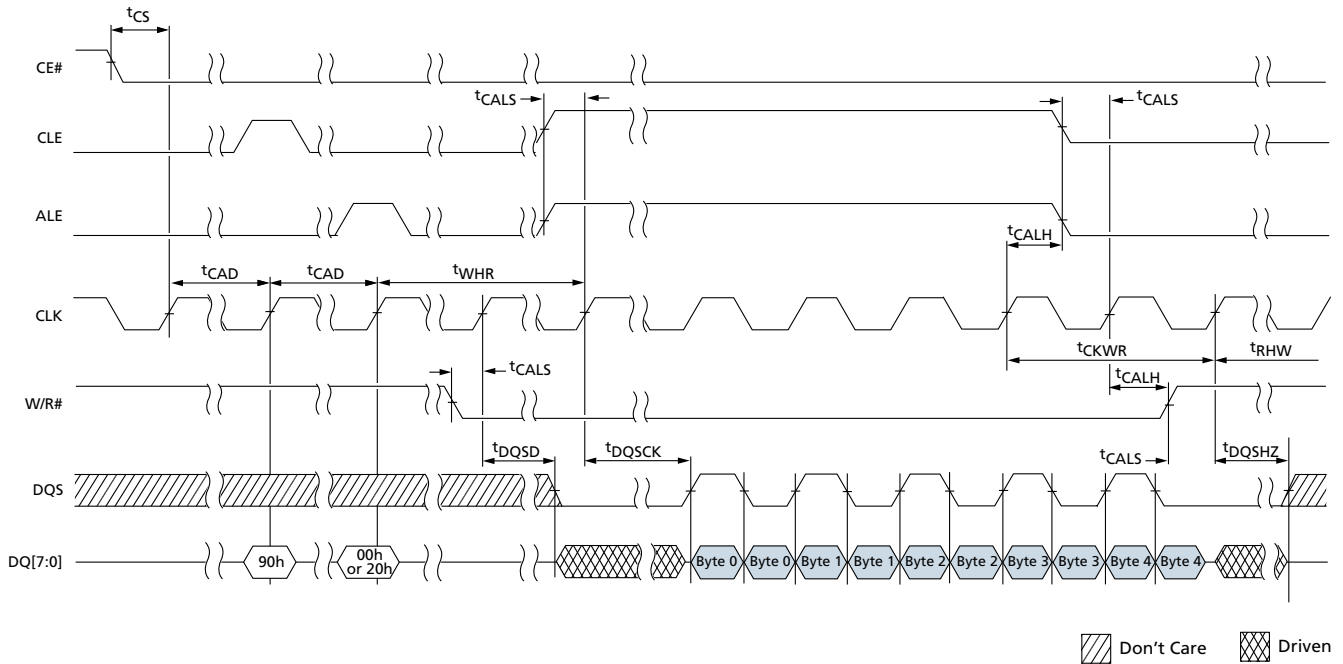 tCS
CE#
tCALS
tCALS
CLE
ALE
tCALH
tCAD
tCAD
tWHR
CLK
tCKWR
tRHW
tCALS
tCALH
W/R#
tDQSD
tDQSCK
tCALS
tDQSHZ
DQS
DQ[7:0]
90h
00h
or 20h
Byte 0
Byte 0
Byte 1
Byte 1
Byte 2
Byte 2
Byte 3
Byte 3
Byte 4
Byte 4
Don't Care
Driven